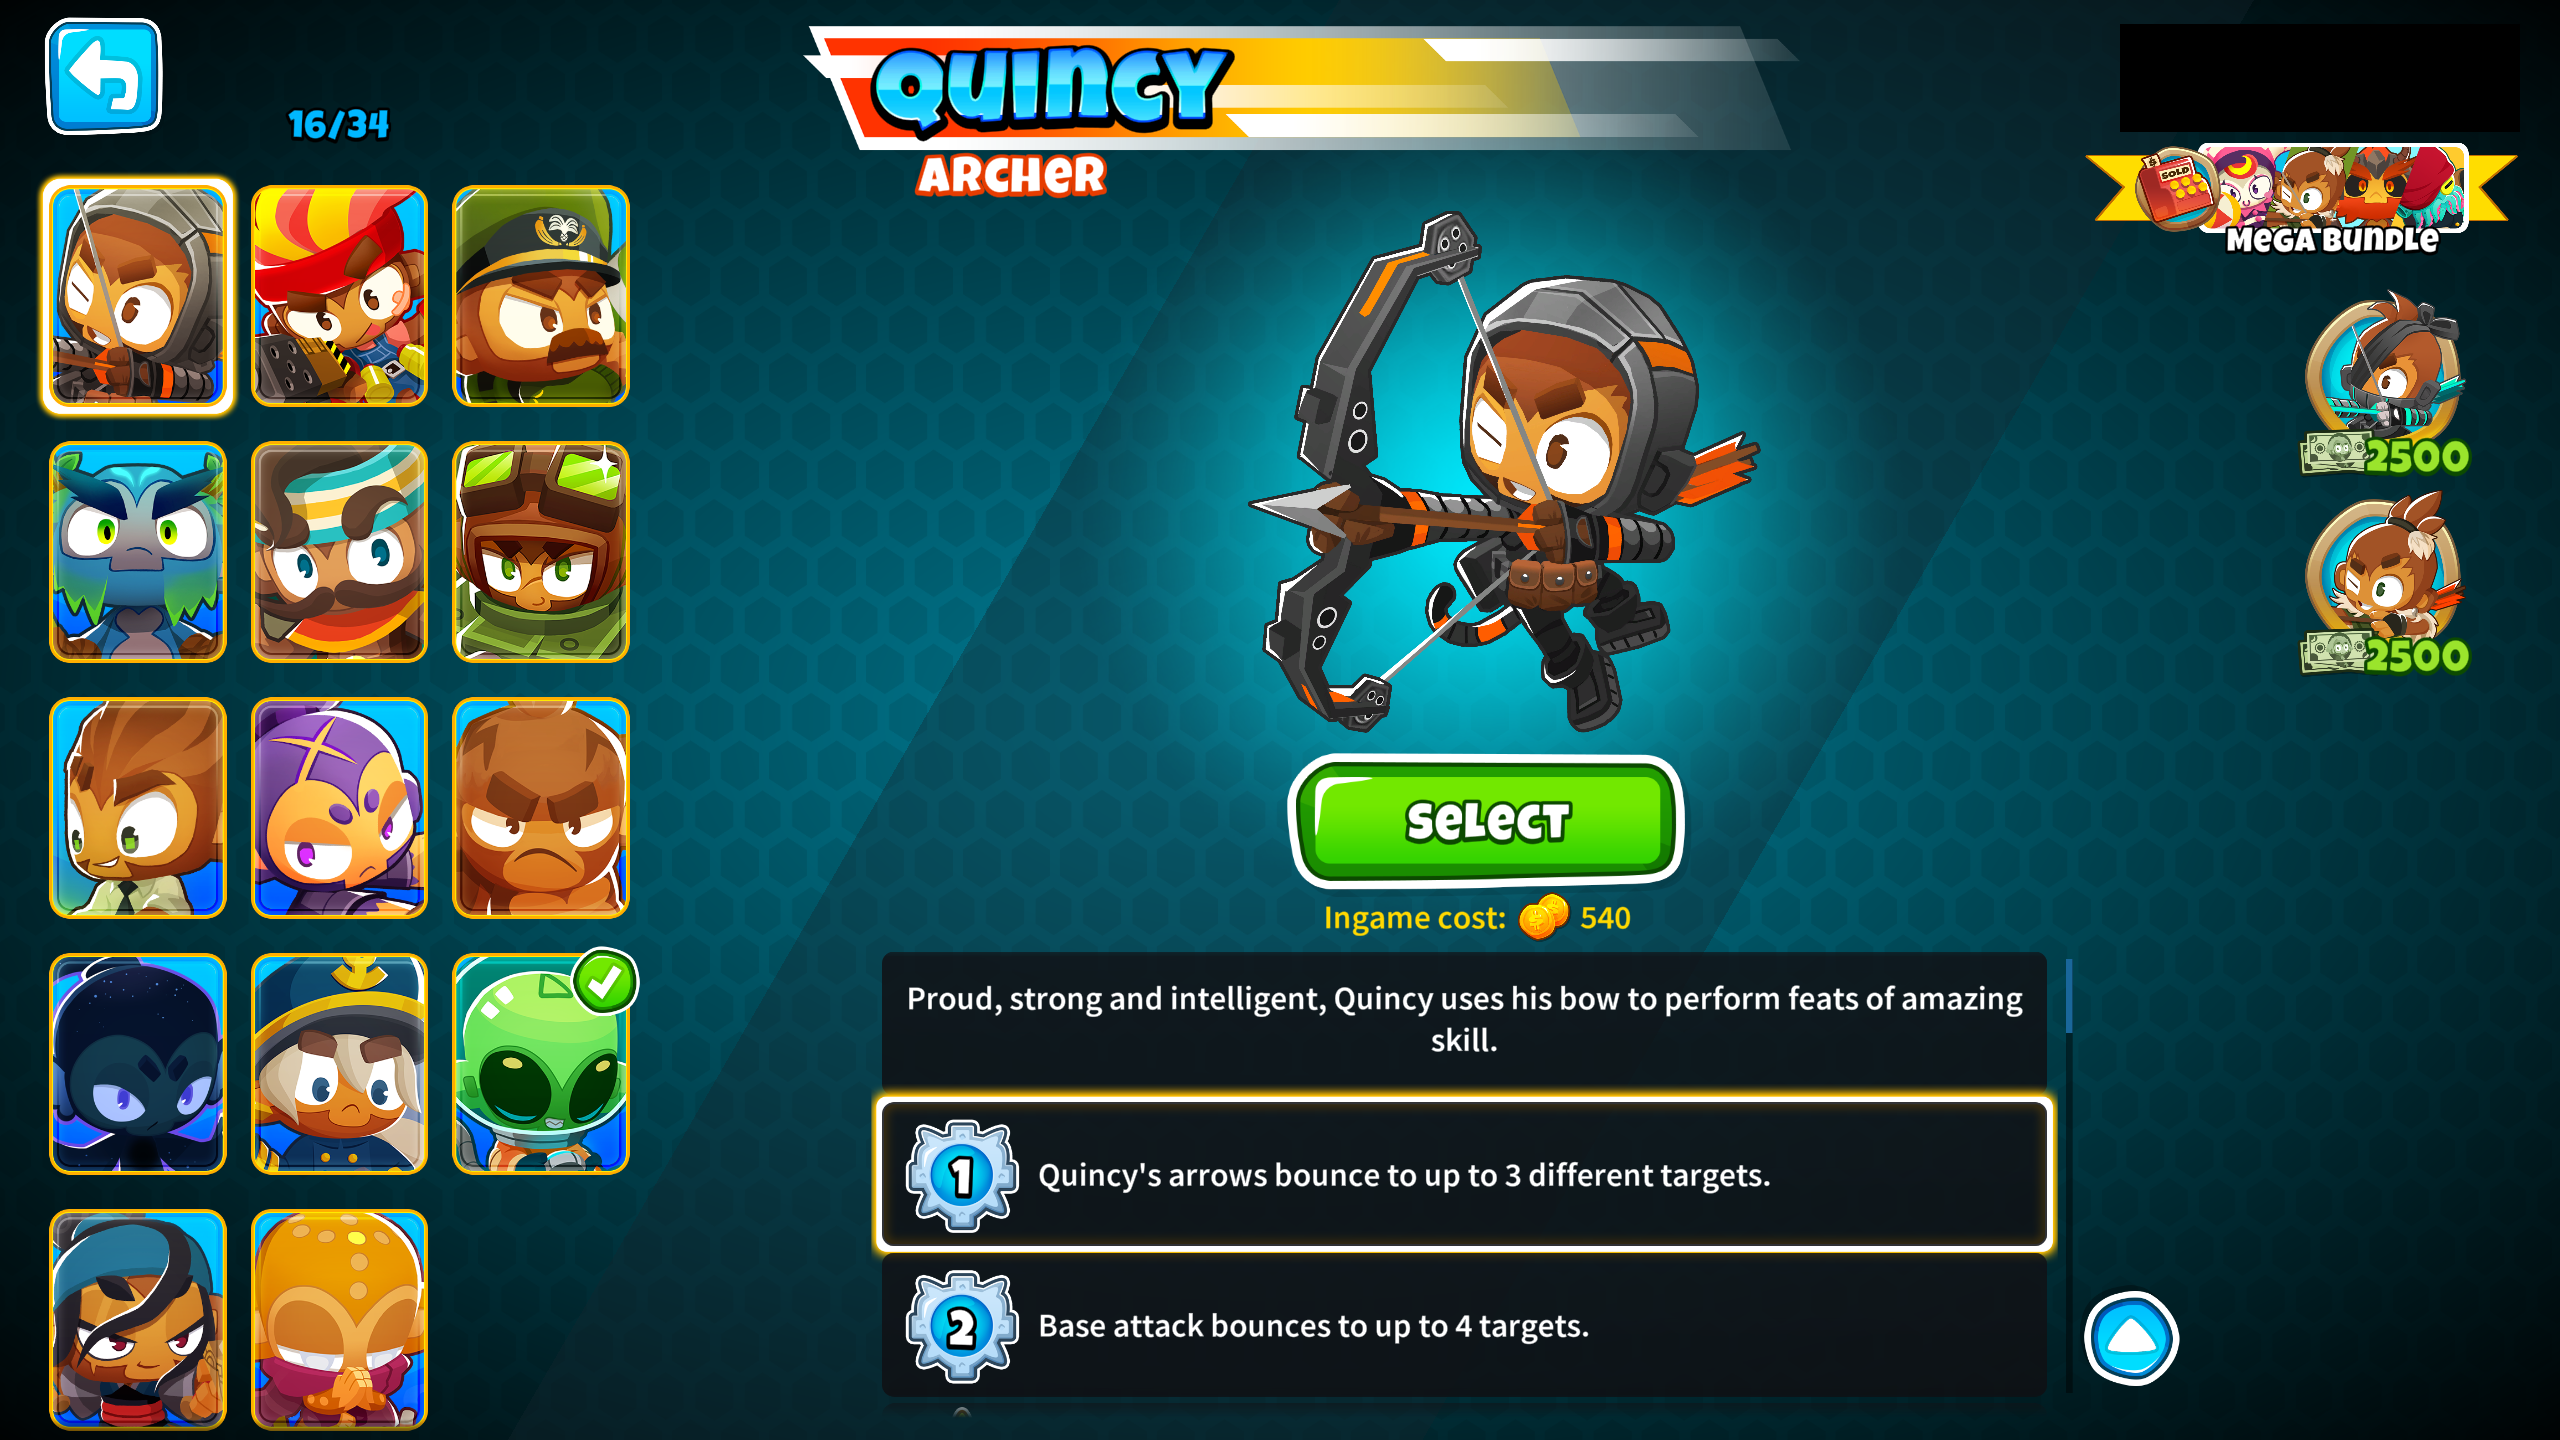 QUINCY
ARCHER
16/34
SOLD
MEGA BUNDLE
2500
2500
SELECT
Ingame cost: 540
Proud, strong and intelligent, Quincy uses his bow to perform feats of amazing
skill.
1 Quincy's arrows bounce to up to 3 different targets.
2 Base attack bounces to up to 4 targets.